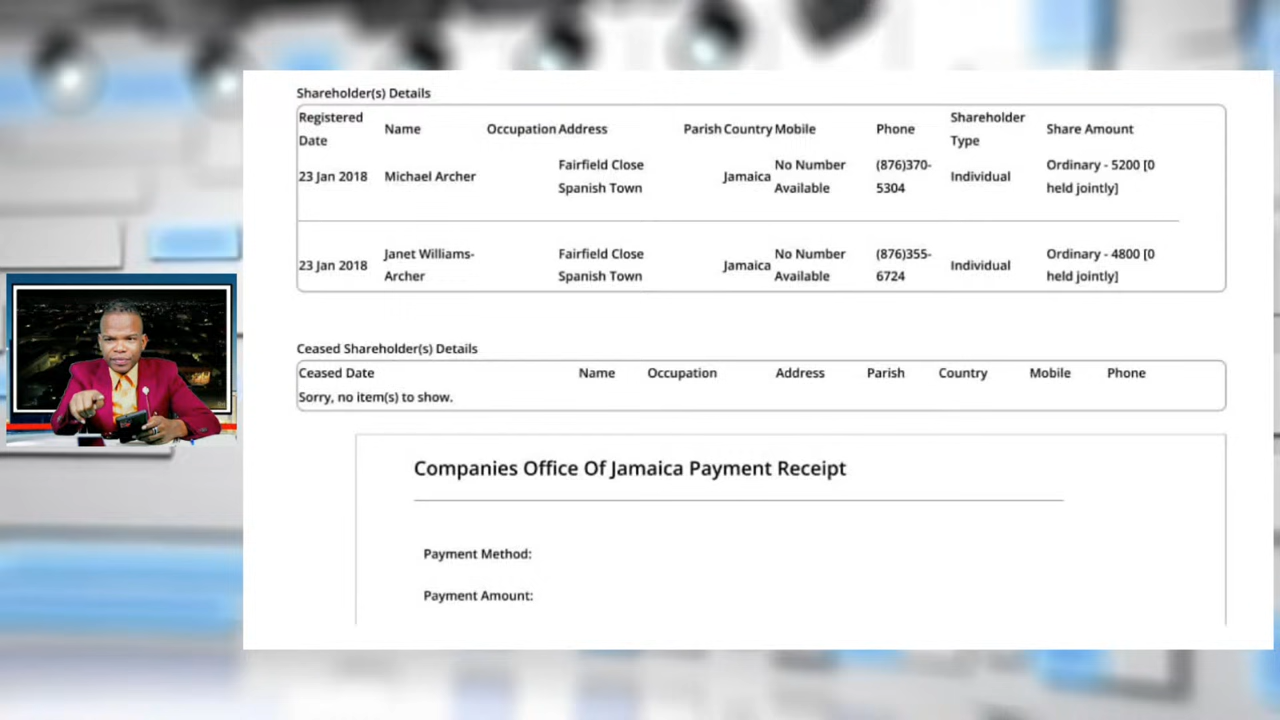 Shareholder(s) Details
Registered Date Name Occupation Address Parish Country Mobile Phone Shareholder Type Share Amount
23 Jan 2018 Michael Archer Fairfield Close Spanish Town Jamaica No Number Available (876)370-5304 Individual Ordinary - 5200 [0 held jointly]
23 Jan 2018 Janet Williams-Archer Fairfield Close Spanish Town Jamaica No Number Available (876)355-6724 Individual Ordinary - 4800 [0 held jointly]
Ceased Shareholder(s) Details
Ceased Date Name Occupation Address Parish Country Mobile Phone
Sorry, no item(s) to show.
Companies Office Of Jamaica Payment Receipt
Payment Method:
Payment Amount: